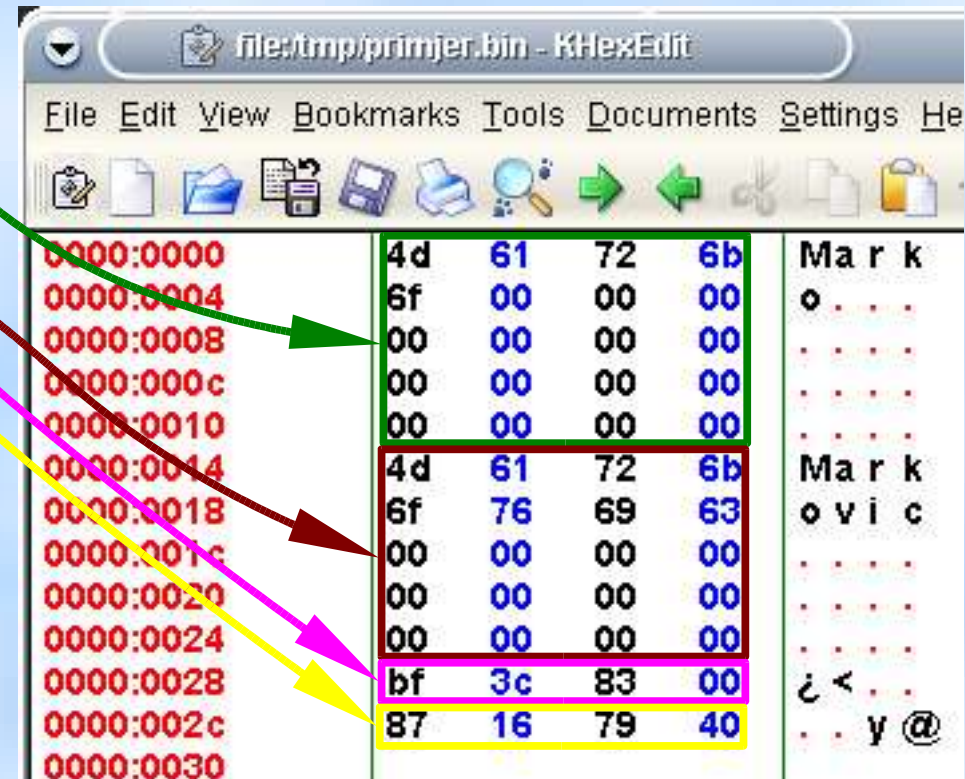 file:/tmp/primjer.bin - KHexEdit
File Edit View Bookmarks Tools Documents Settings He
0000:0000 4d 61 72 6b M a r k
0000:0004 6f 00 00 00 o . . .
0000:0008 00 00 00 00 . . . .
0000:000c 00 00 00 00 . . . .
0000:0010 00 00 00 00 . . . .
0000:0014 4d 61 72 6b M a r k
0000:0018 6f 76 69 63 o v i c
0000:001c 00 00 00 00 . . . .
0000:0020 00 00 00 00 . . . .
0000:0024 00 00 00 00 . . . .
0000:0028 bf 3c 83 00 ¿ < . .
0000:002c 87 16 79 40 . . y @
0000:0030